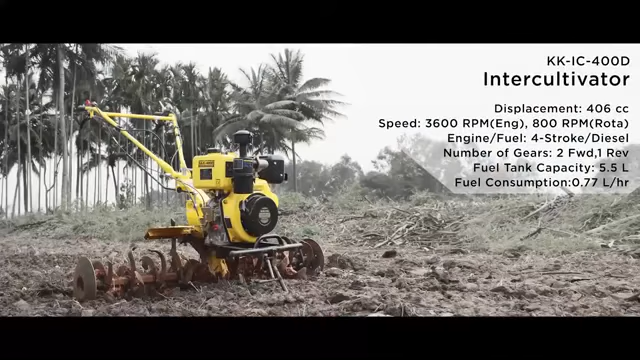 KK-IC-400D
Intercultivator
Displacement: 406 cc
Speed: 3600 RPM(Eng), 800 RPM(Rota)
Engine/Fuel: 4-Stroke/Diesel
Number of Gears: 2 Fwd,1 Rev
Fuel Tank Capacity: 5.5 L
Fuel Consumption:0.77 L/hr